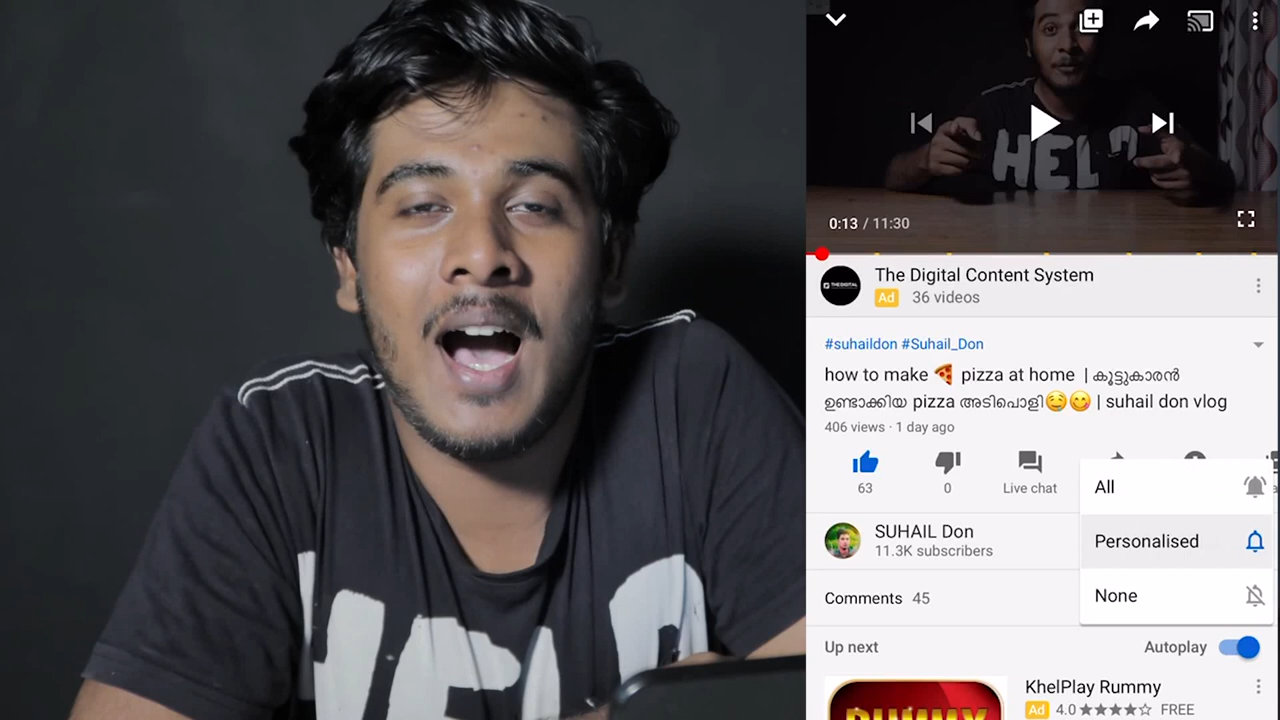 HELP
0:13 / 11:30
The Digital Content System
Ad 36 videos
#suhaildon #Suhail_Don
how to make 🍕 pizza at home | കൂട്ടുകാരൻ
ഉണ്ടാക്കിയ pizza അടിപൊളി🤤😋 | suhail don vlog
406 views · 1 day ago
63
0
Live chat
All
SUHAIL Don
11.3K subscribers
Personalised
Comments 45
None
Up next
Autoplay
KhelPlay Rummy
Ad 4.0 ★★★★☆ FREE
RUMMY